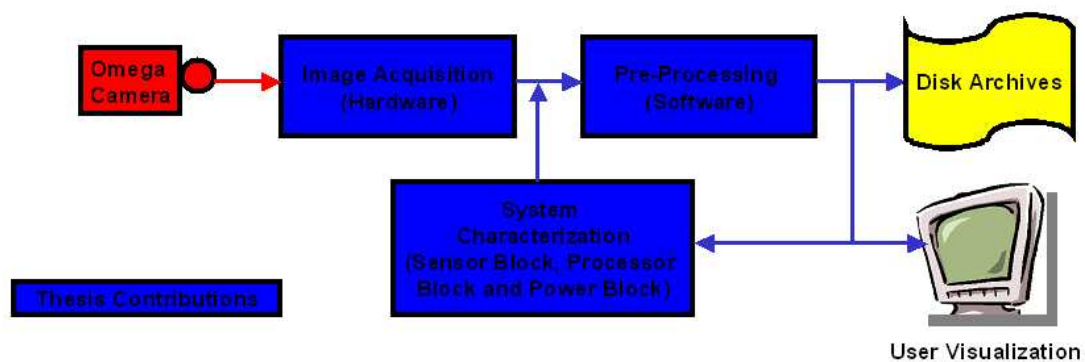 Omega
Camera
Image Acquisition
(Hardware)
Pre-Processing
(Software)
Disk Archives
System
Characterization
(Sensor Block, Processor
Block and Power Block)
Thesis Contributions
User Visualization